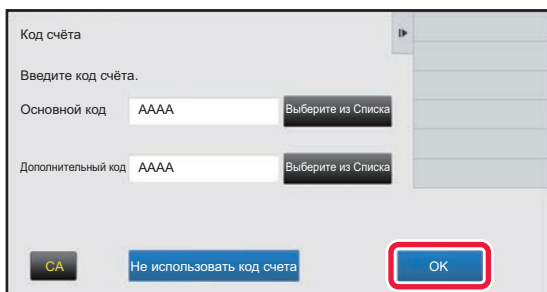 Код счёта
Введите код счёта.
Основной код AAAA Выберите из Списка
Дополнительный код AAAA Выберите из Списка
CA Не использовать код счета OK